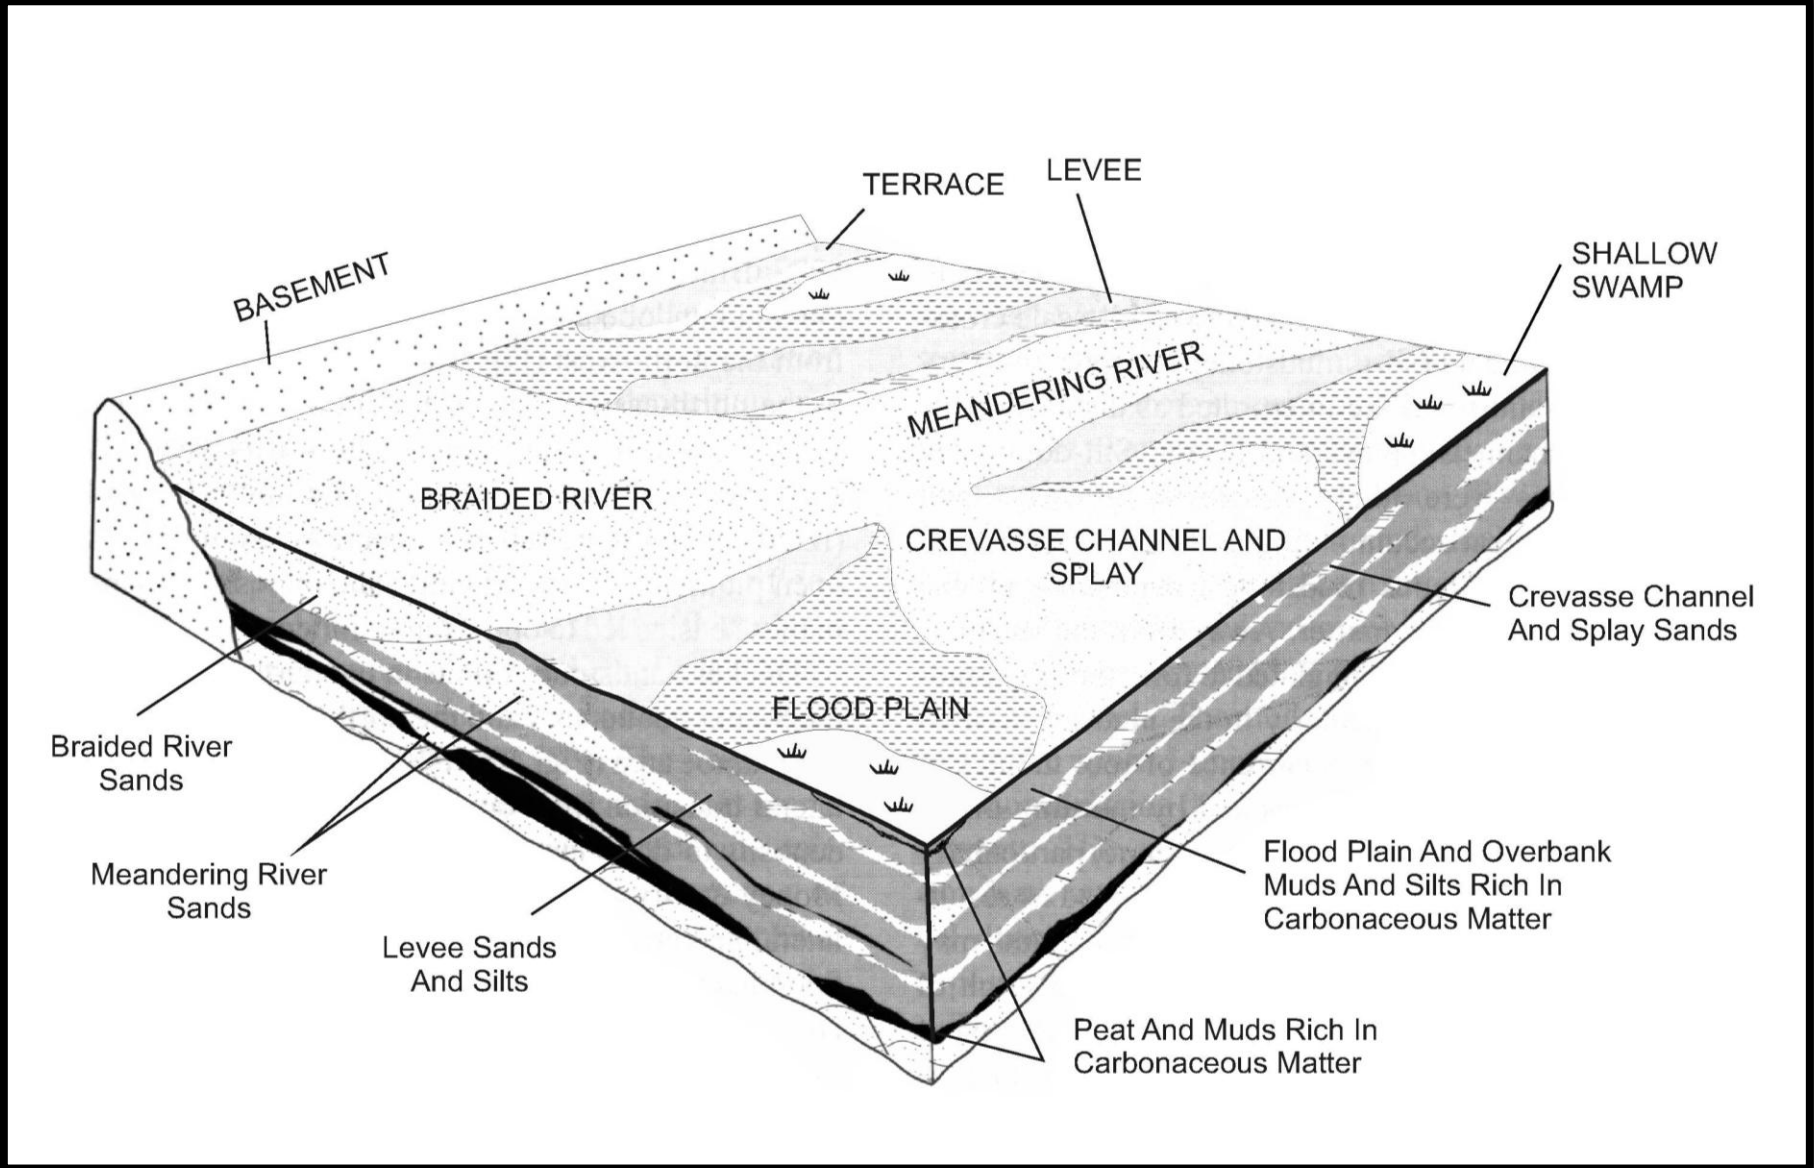 TERRACE
LEVEE
SHALLOW
SWAMP
BASEMENT
MEANDERING RIVER
BRAIDED RIVER
CREVASSE CHANNEL AND
SPLAY
FLOOD PLAIN
Crevasse Channel
And Splay Sands
Braided River
Sands
Meandering River
Sands
Levee Sands
And Silts
Flood Plain And Overbank
Muds And Silts Rich In
Carbonaceous Matter
Peat And Muds Rich In
Carbonaceous Matter